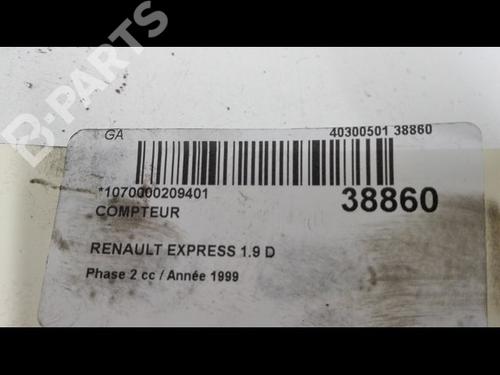 B-PARTS
GA
40300501 38860
*1070000209401
38860
COMPTEUR
RENAULT EXPRESS 1.9 D
Phase 2 cc / Année 1999